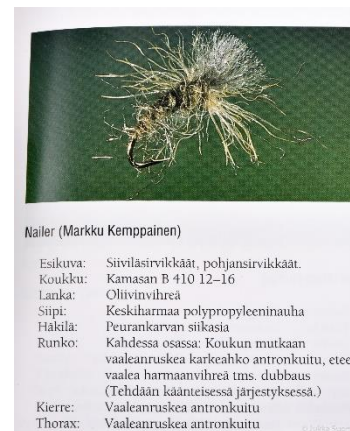 Nailer (Markku Kemppainen)
Esikuva: Siiviläsirvikkäät, pohjansirvikkäät.
Koukku: Kamasan B 410 12–16
Lanka: Oliivinvihreä
Siipi: Keskiharmaa polypropyleeninauha
Häkilä: Peurankarvan siikasia
Runko: Kahdessa osassa: Koukun mutkaan
vaaleanruskea karkeahko antronkuitu, etee
vaalea harmaanvihreä tms. dubbaus
(Tehdään käänteisessä järjestyksessä.)
Kierre: Vaaleanruskea antronkuitu
Thorax: Vaaleanruskea antronkuitu